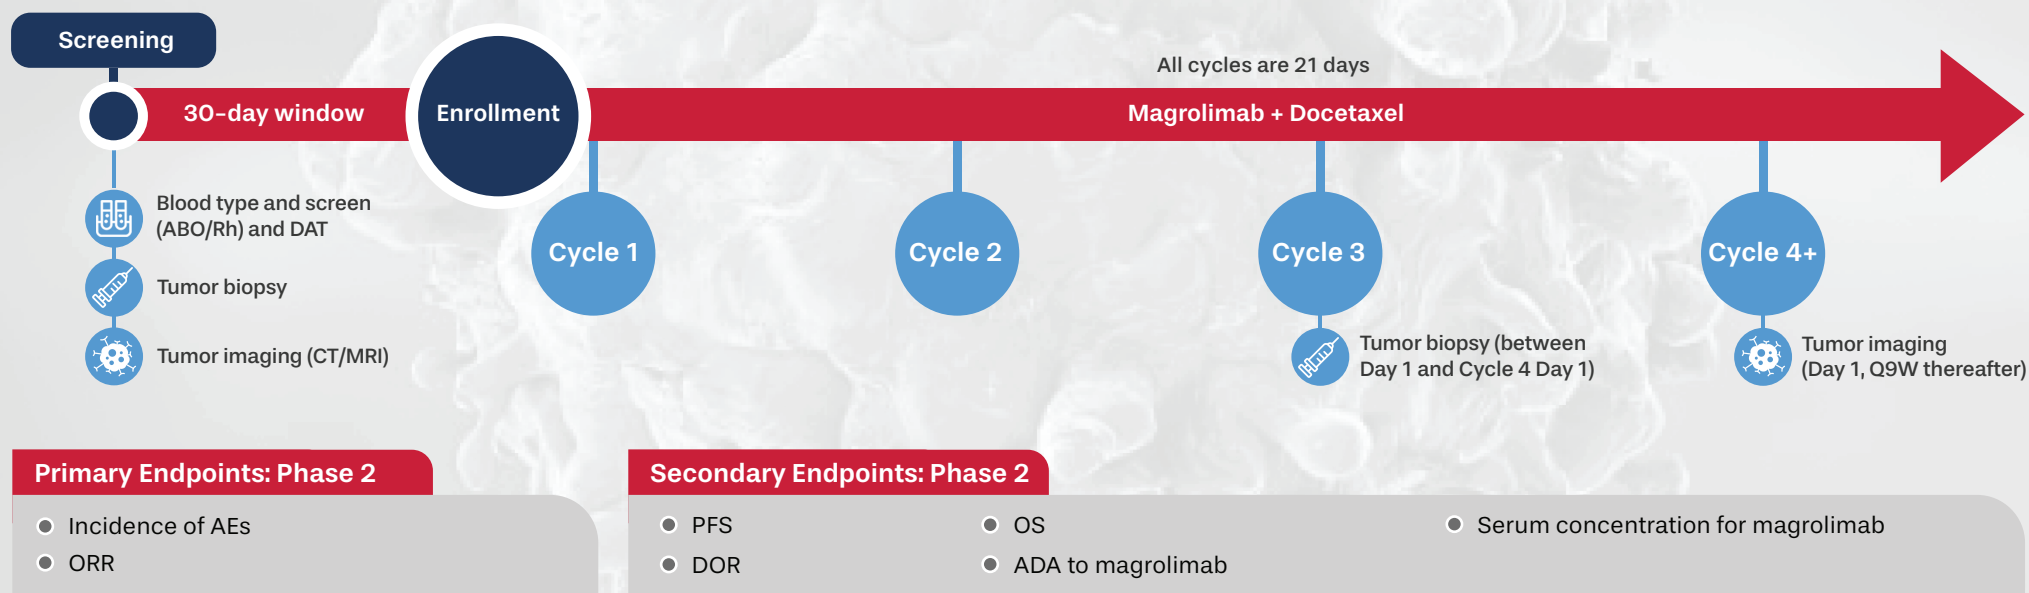 Screening
All cycles are 21 days
30-day window
Enrollment
Magrolimab + Docetaxel
Blood type and screen
(ABO/Rh) and DAT
Tumor biopsy
Tumor imaging (CT/MRI)
Cycle 1
Cycle 2
Cycle 3
Cycle 4+
Tumor biopsy (between
Day 1 and Cycle 4 Day 1)
Tumor imaging
(Day 1, Q9W thereafter)
Primary Endpoints: Phase 2
Incidence of AEs
ORR
Secondary Endpoints: Phase 2
PFS
DOR
OS
ADA to magrolimab
Serum concentration for magrolimab